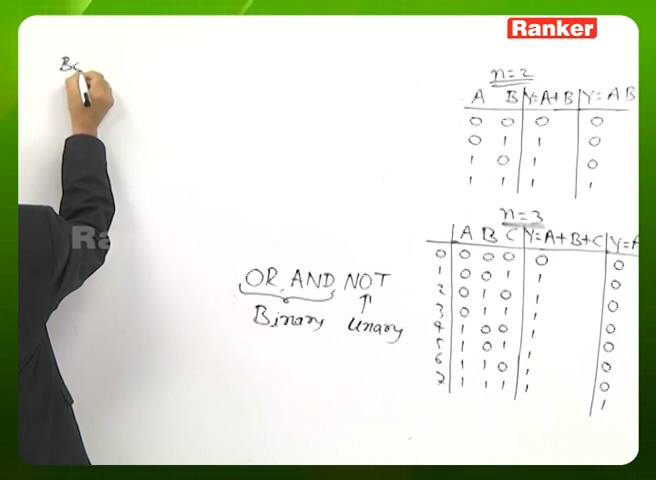 Ranker
Bo
n=2
A B Y=A+B Y=AB
0 0 0 0
0 1 1 0
1 0 1 0
1 1 1 1
n=3
A B C Y=A+B+C Y=A
0 0 0 0 0 0
1 0 0 1 1 0
2 0 1 0 1 0
3 0 1 1 1 0
4 1 0 0 1 0
5 1 0 1 1 0
6 1 1 0 1 0
7 1 1 1 1 1
OR, AND NOT
Binary Unary